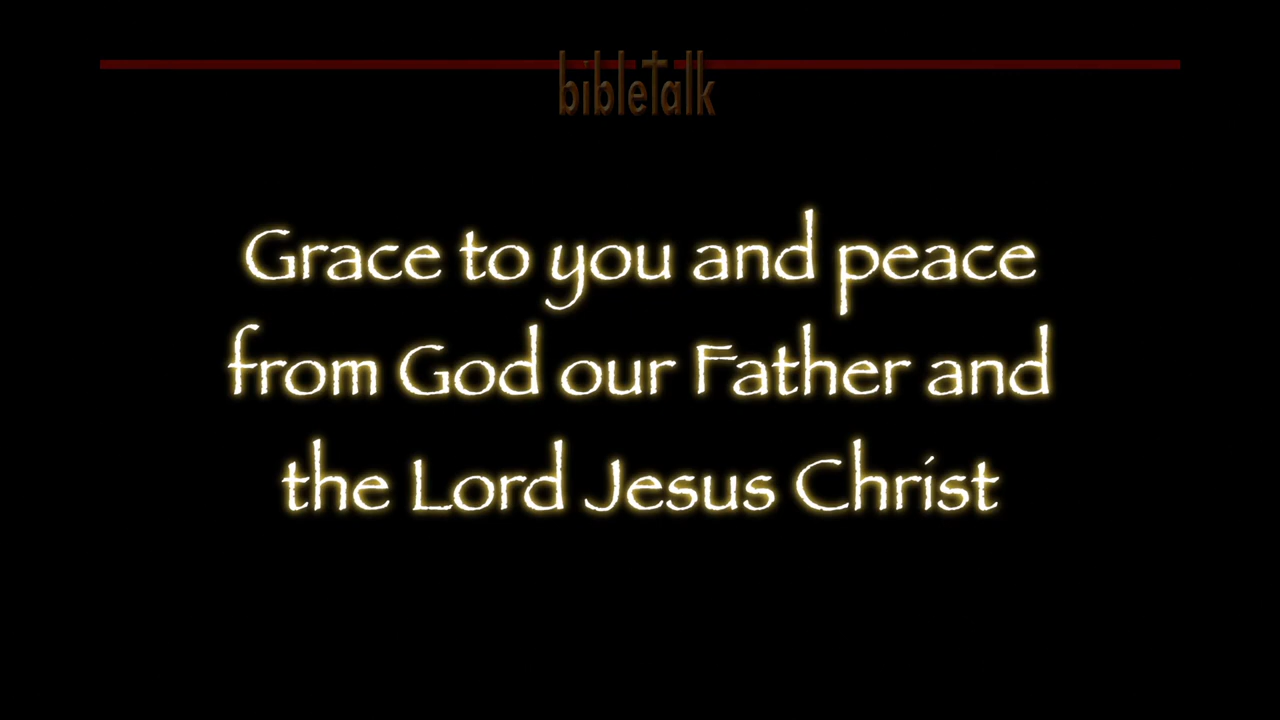 bibleTalk
Grace to you and peace
from God our Father and
the Lord Jesus Christ